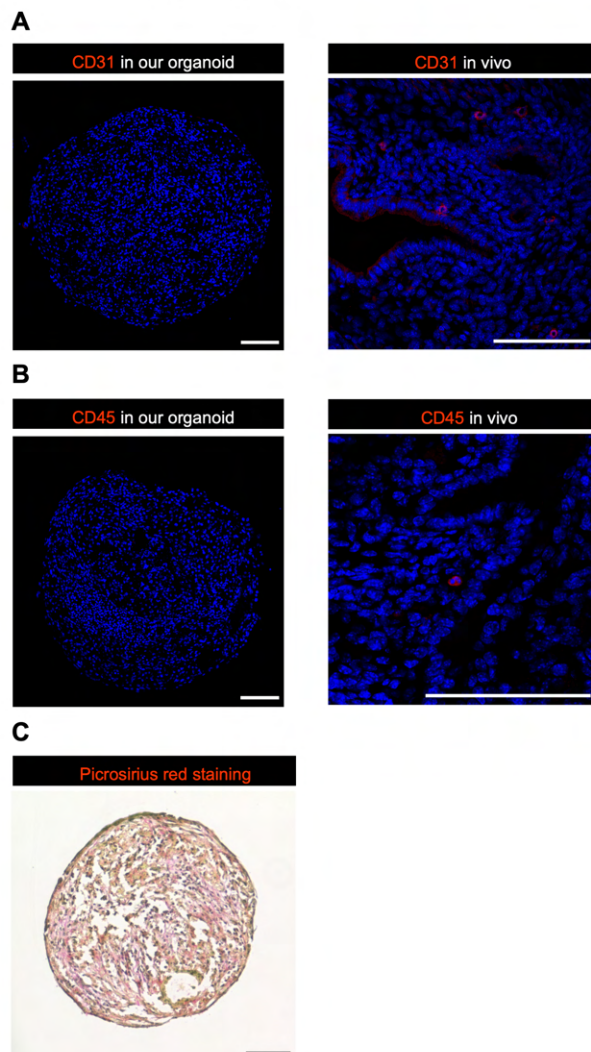 A
CD31 in our organoid
CD31 in vivo
B
CD45 in our organoid
CD45 in vivo
C
Picrosirius red staining